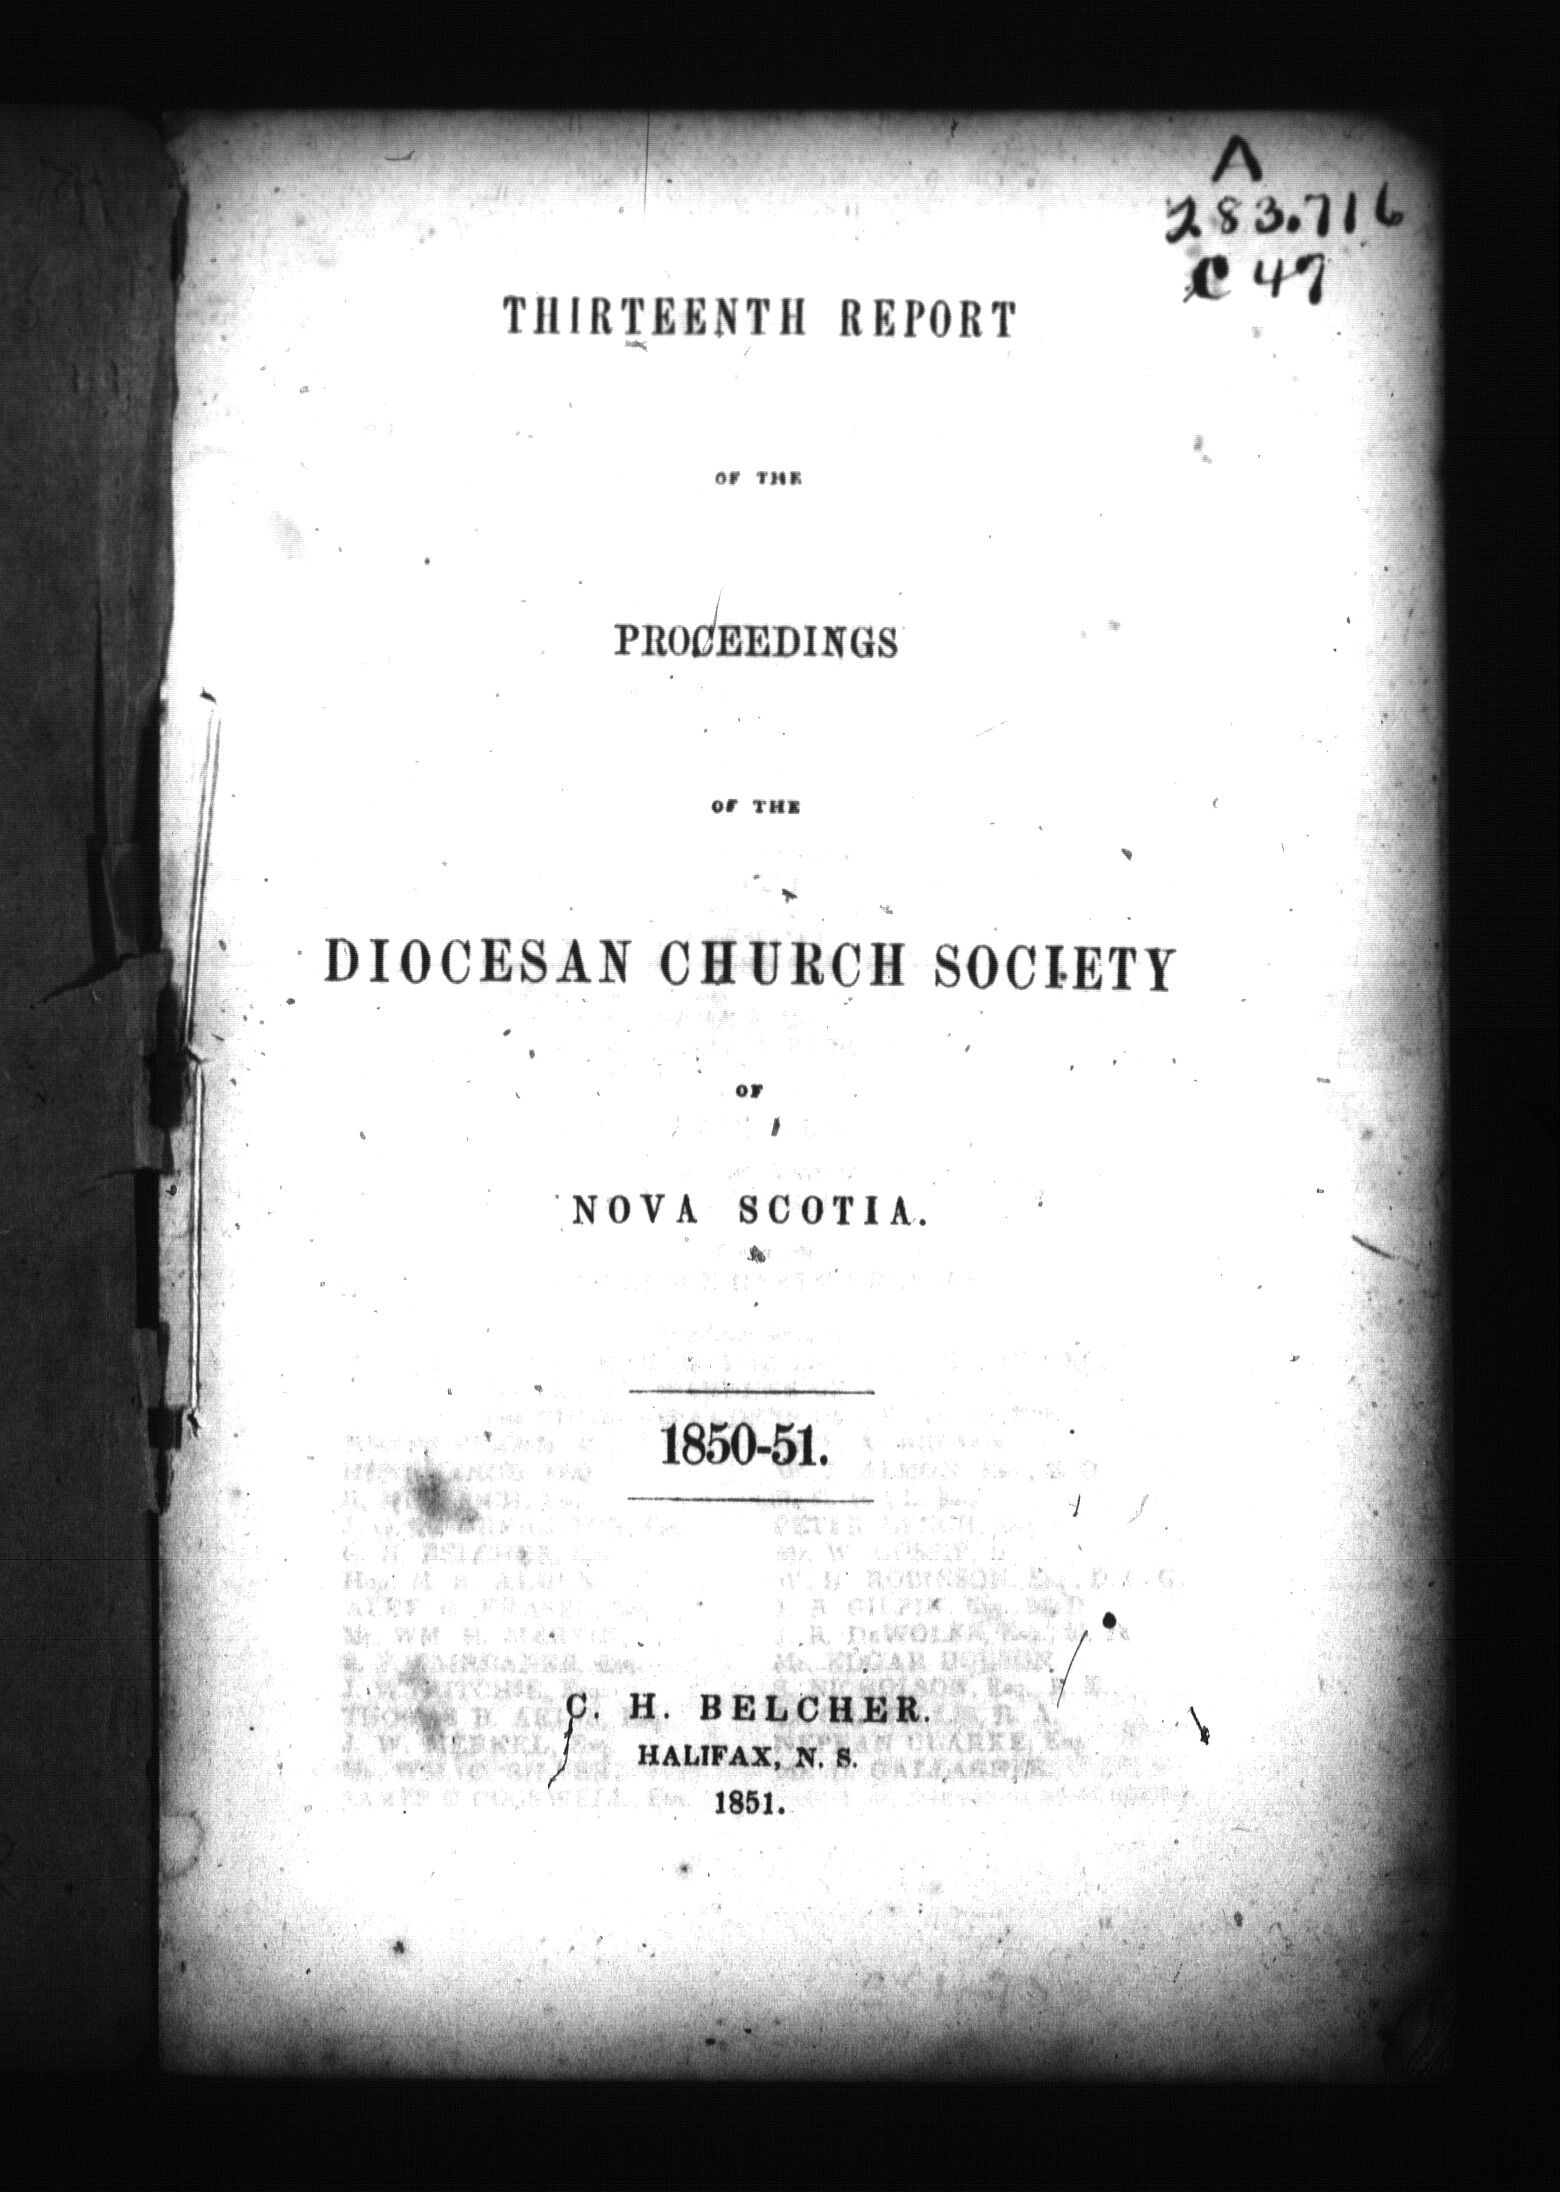 A
283.716
C47
THIRTEENTH REPORT
OF THE
PROCEEDINGS
OF THE
DIOCESAN CHURCH SOCIETY
OF
NOVA SCOTIA.
1850-51.
C. H. BELCHER.
HALIFAX, N. S.
1851.